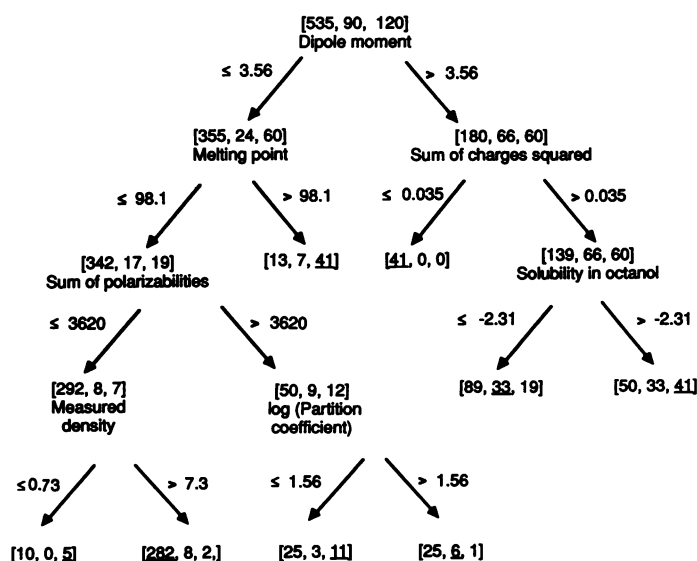 [535, 90, 120]
Dipole moment
≤ 3.56
> 3.56
[355, 24, 60]
Melting point
[180, 66, 60]
Sum of charges squared
≤ 98.1
> 98.1
≤ 0.035
> 0.035
[342, 17, 19]
Sum of polarizabilities
[13, 7, 41]
[41, 0, 0]
[139, 66, 60]
Solubility in octanol
≤ 3620
> 3620
≤ -2.31
> -2.31
[292, 8, 7]
Measured
density
[50, 9, 12]
log (Partition
coefficient)
[89, 33, 19]
[50, 33, 41]
≤0.73
> 7.3
≤ 1.56
> 1.56
[10, 0, 5]
[282, 8, 2,]
[25, 3, 11]
[25, 6, 1]